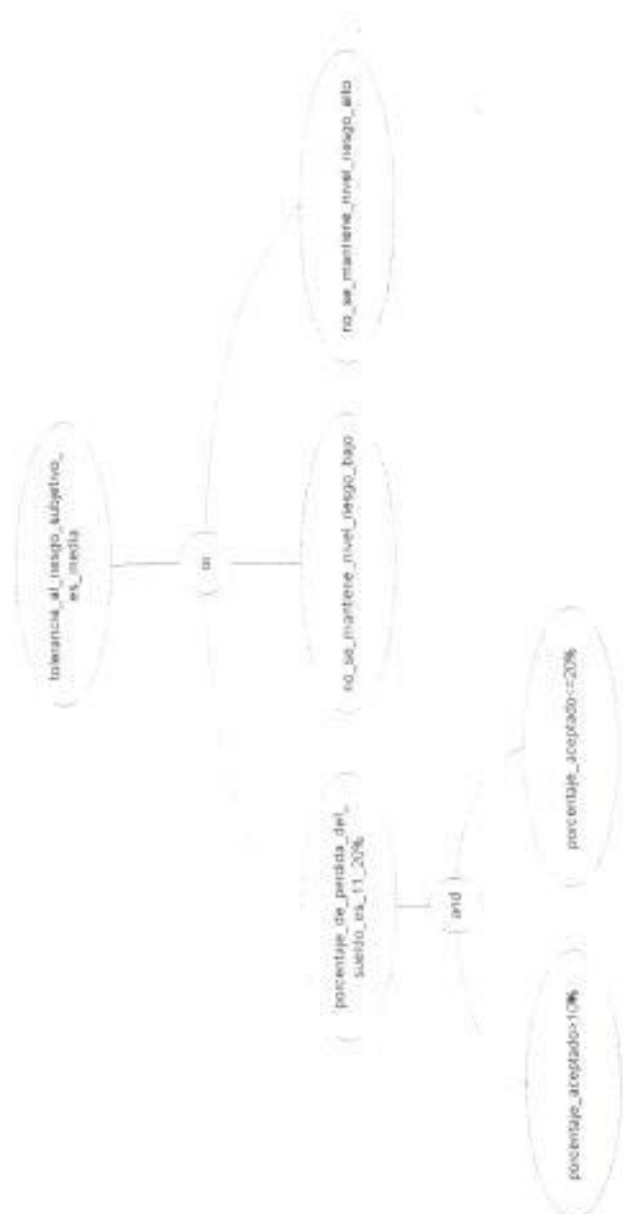 tolerancia_al_riesgo_subjetivo_
es_media
or
porcentaje_de_perdida_del_
sueldo_es_11_20%
no_se_mantiene_nivel_riesgo_bajo
no_se_mantiene_nivel_riesgo_alto
and
porcentaje_aceptado>10%
porcentaje_aceptado<=20%